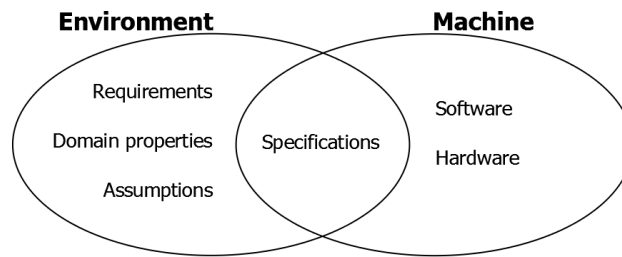 Environment
Machine
Requirements
Domain properties
Assumptions
Specifications
Software
Hardware